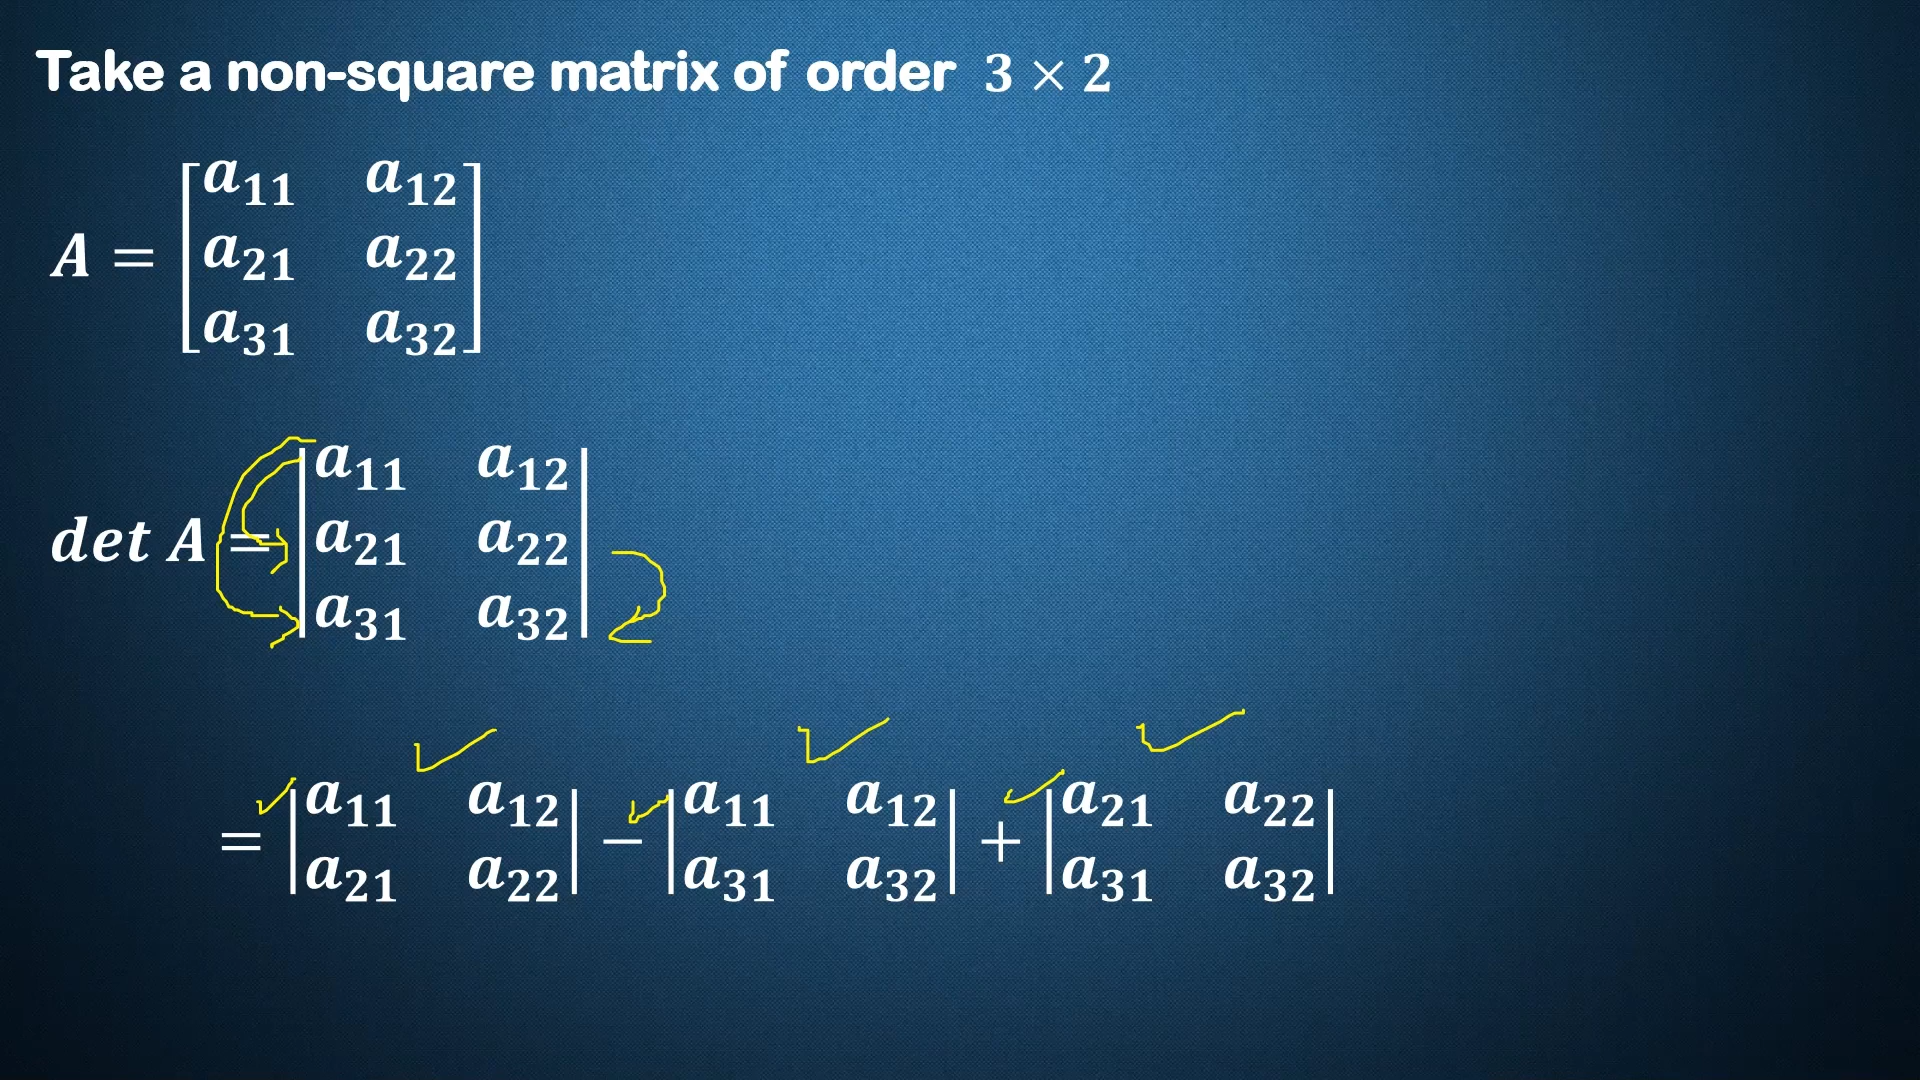 Take a non-square matrix of order 3 × 2
a₁₁ a₁₂
A = a₂₁ a₂₂
a₃₁ a₃₂
a₁₁ a₁₂
det A = a₂₁ a₂₂
a₃₁ a₃₂
= |a₁₁ a₁₂| − |a₁₁ a₁₂| + |a₂₁ a₂₂|
|a₂₁ a₂₂| |a₃₁ a₃₂| |a₃₁ a₃₂|